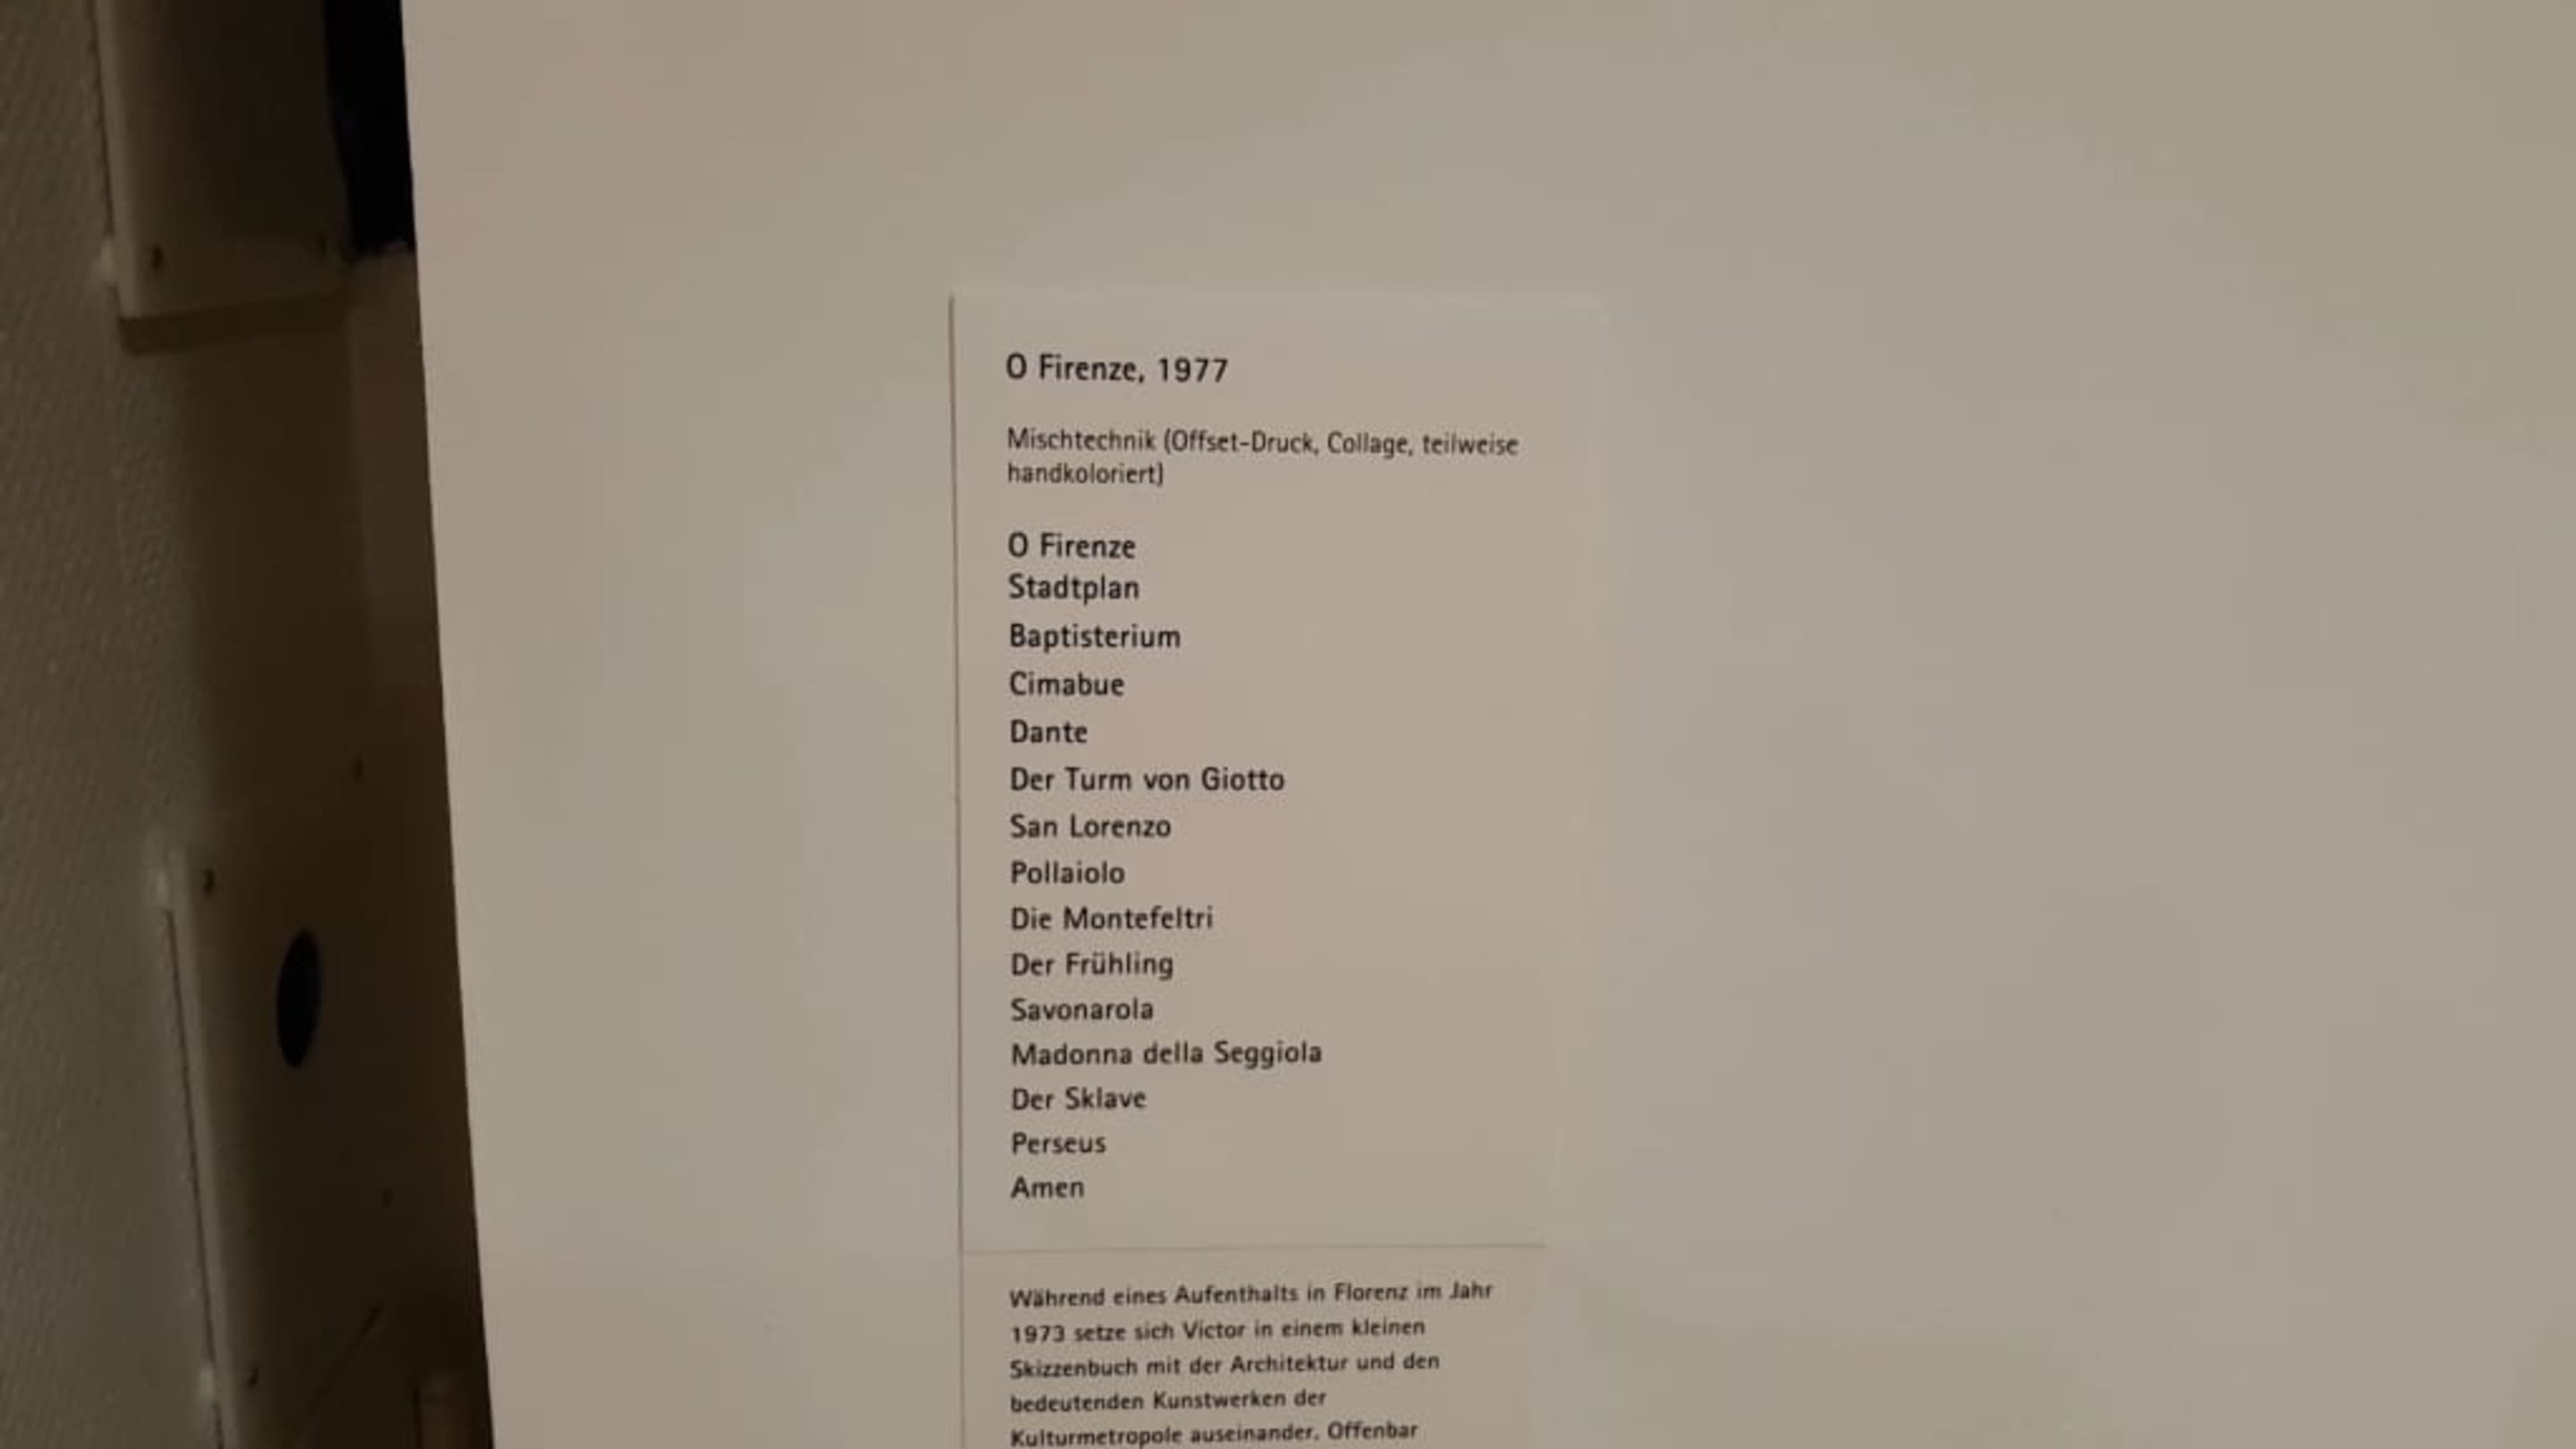 O Firenze, 1977
Mischtechnik (Offset-Druck, Collage, teilweise
handkoloriert)
O Firenze
Stadtplan
Baptisterium
Cimabue
Dante
Der Turm von Giotto
San Lorenzo
Pollaiolo
Die Montefeltri
Der Frühling
Savonarola
Madonna della Seggiola
Der Sklave
Perseus
Amen
Während eines Aufenthalts in Florenz im Jahr
1973 setze sich Victor in einem kleinen
Skizzenbuch mit der Architektur und den
bedeutenden Kunstwerken der
Kulturmetropole auseinander. Offenbar